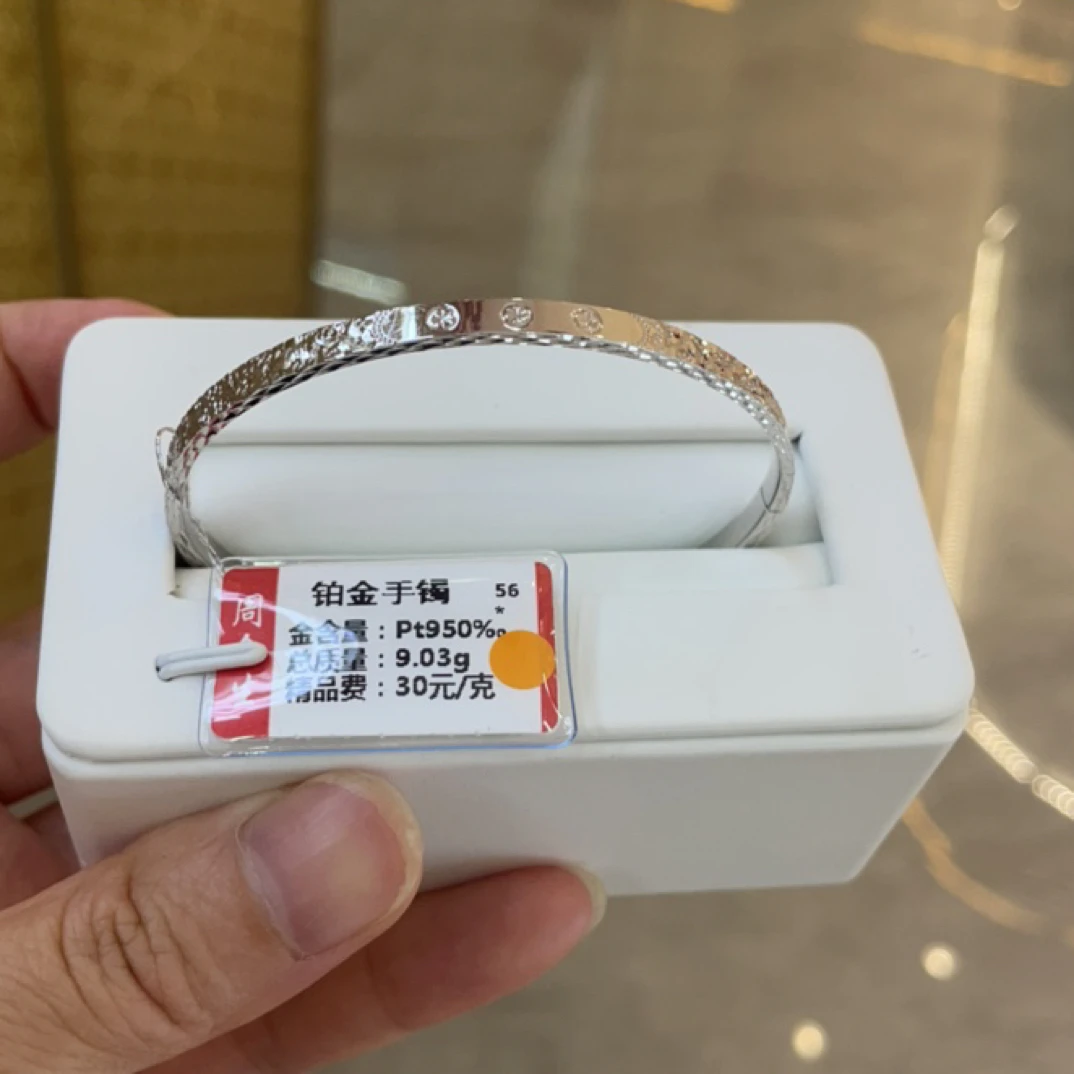 周
铂金手镯 56
*
金含量：Pt950‰
总质量：9.03g
精品费：30元/克